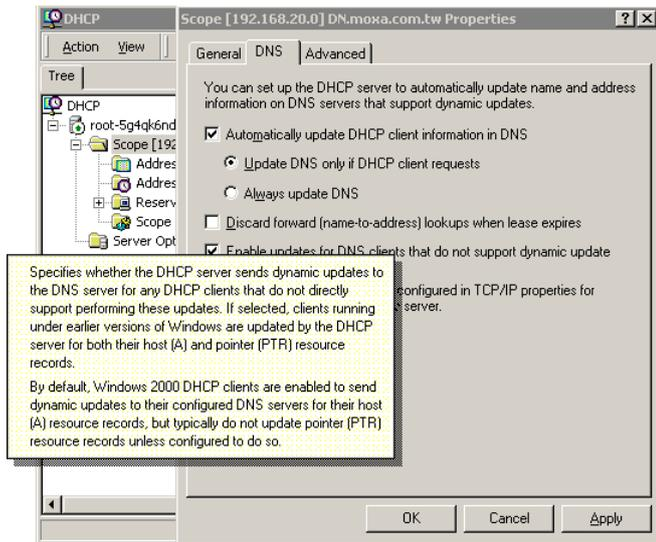 DHCP
Action View
Tree
DHCP
root-5g4qk6nd
Scope [192
Addres
Addres
Reserv
Scope
Server Opt
Scope [192.168.20.0] DN.moxa.com.tw Properties
General DNS Advanced
You can set up the DHCP server to automatically update name and address
information on DNS servers that support dynamic updates.
Automatically update DHCP client information in DNS
Update DNS only if DHCP client requests
Always update DNS
Discard forward (name-to-address) lookups when lease expires
Enable updates for DNS clients that do not support dynamic update
configured in TCP/IP properties for
server.
Specifies whether the DHCP server sends dynamic updates to
the DNS server for any DHCP clients that do not directly
support performing these updates. If selected, clients running
under earlier versions of Windows are updated by the DHCP
server for both their host (A) and pointer (PTR) resource
records.
By default, Windows 2000 DHCP clients are enabled to send
dynamic updates to their configured DNS servers for their host
(A) resource records, but typically do not update pointer (PTR)
resource records unless configured to do so.
OK Cancel Apply